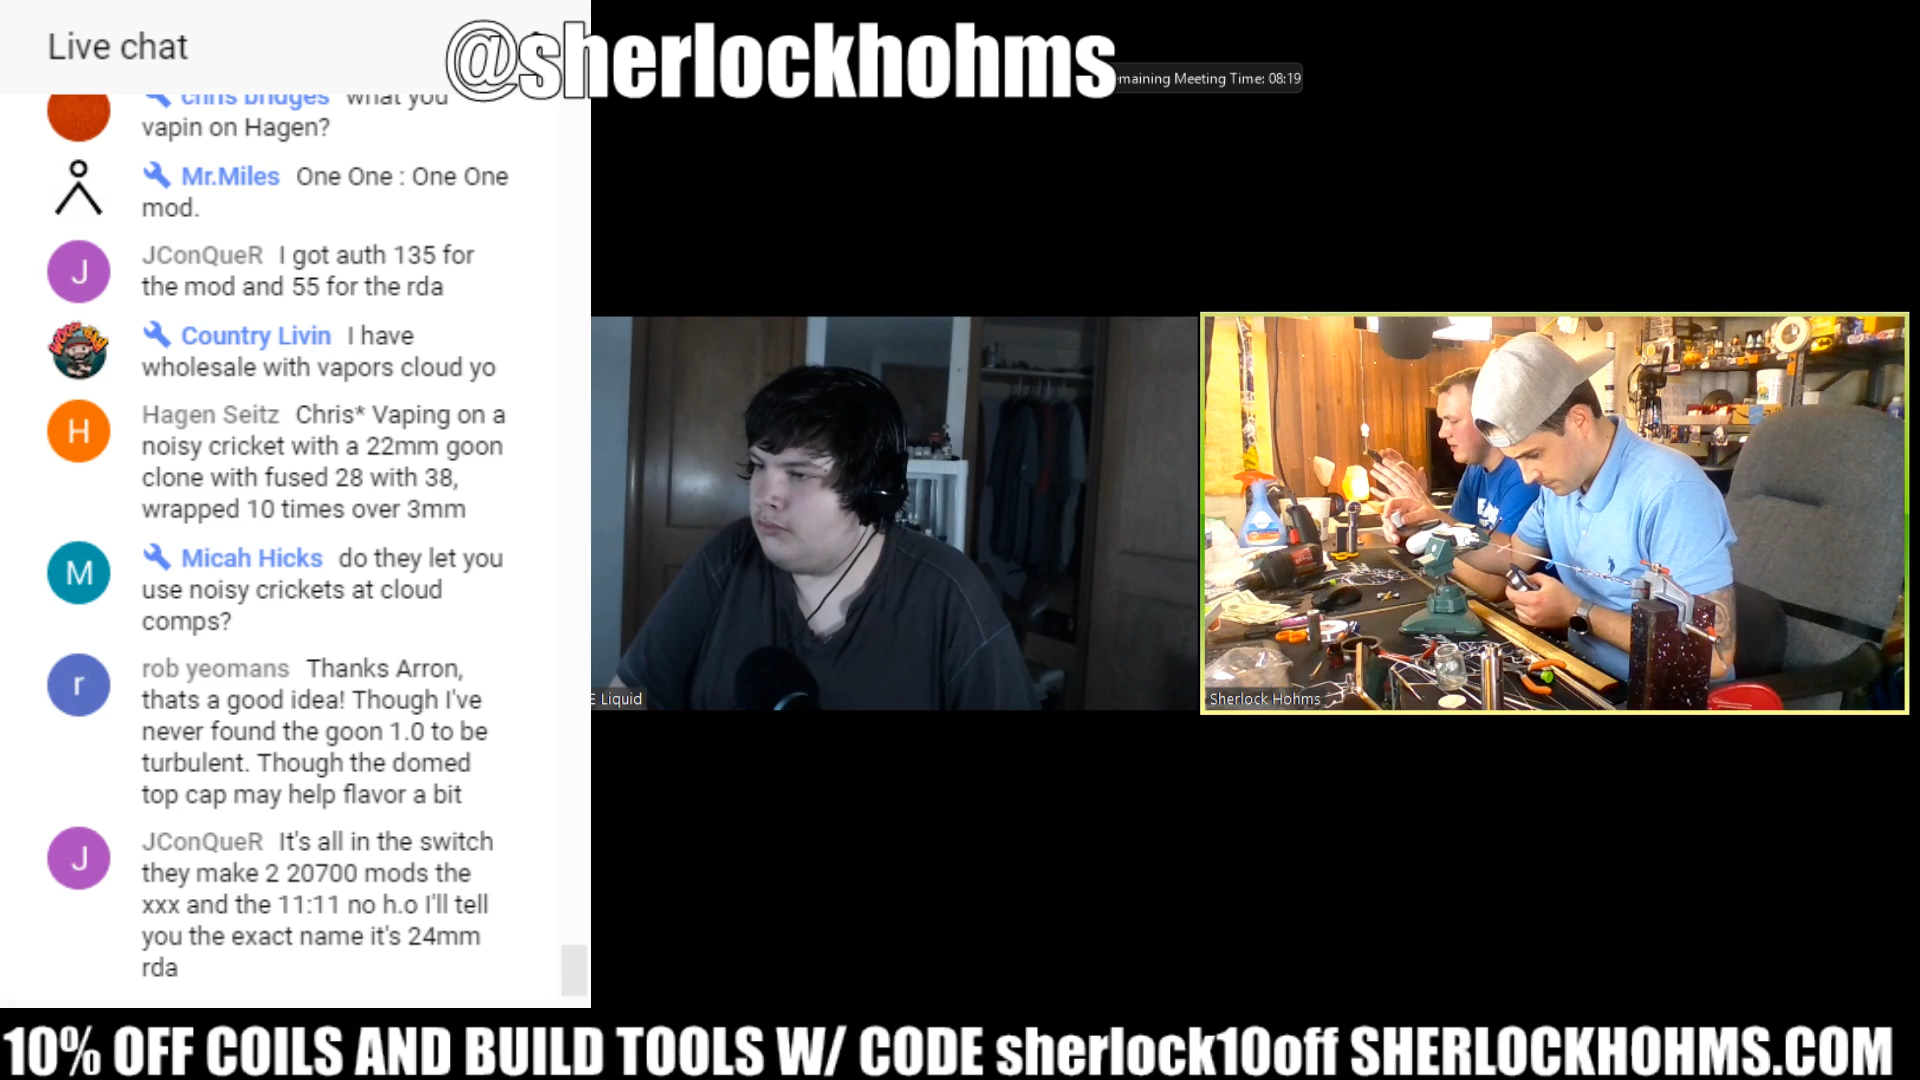 Live chat
@sherlockhohms
maining Meeting Time: 08:19
chris bridges what you
vapin on Hagen?
Mr.Miles One One : One One
mod.
J
JConQueR I got auth 135 for
the mod and 55 for the rda
Country Livin I have
wholesale with vapors cloud yo
H
Hagen Seitz Chris* Vaping on a
noisy cricket with a 22mm goon
clone with fused 28 with 38,
wrapped 10 times over 3mm
M
Micah Hicks do they let you
use noisy crickets at cloud
comps?
r
rob yeomans Thanks Arron,
thats a good idea! Though I've
never found the goon 1.0 to be
turbulent. Though the domed
top cap may help flavor a bit
J
JConQueR It's all in the switch
they make 2 20700 mods the
xxx and the 11:11 no h.o I'll tell
you the exact name it's 24mm
rda
E Liquid
Sherlock Hohms
10% OFF COILS AND BUILD TOOLS W/ CODE sherlock10off SHERLOCKHOHMS.COM